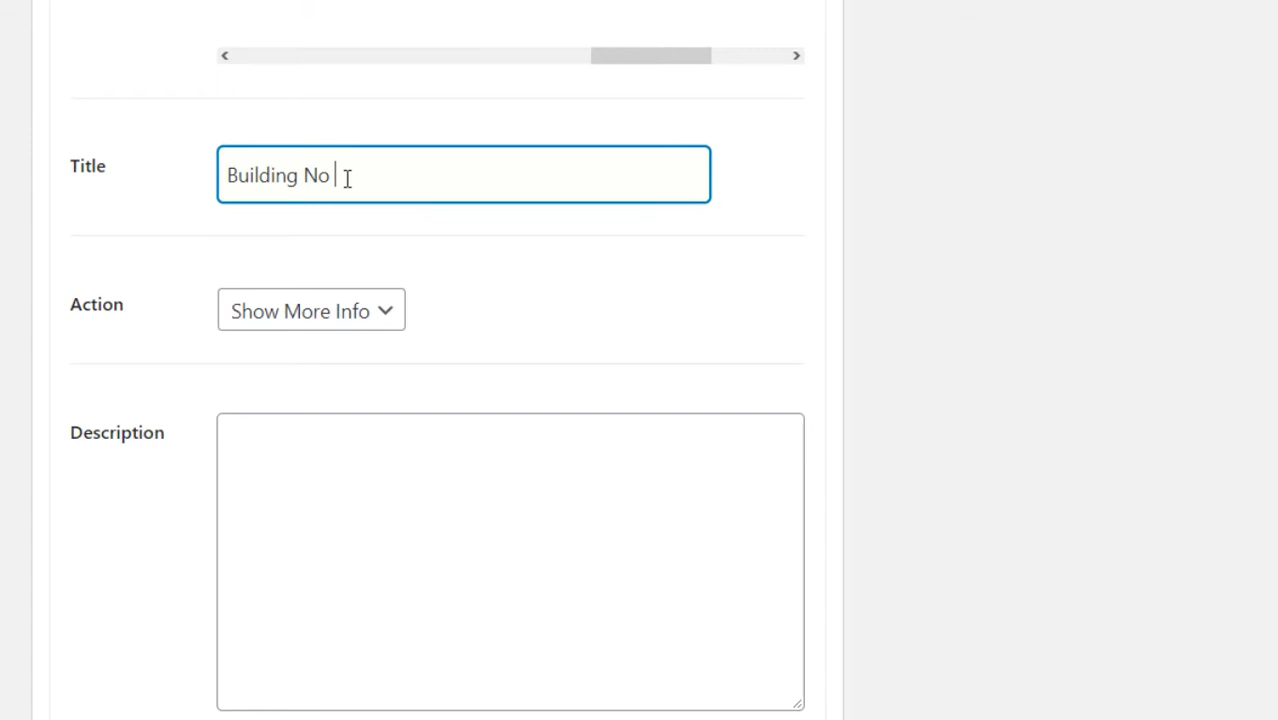 Title
Building No
Action
Show More Info
Description